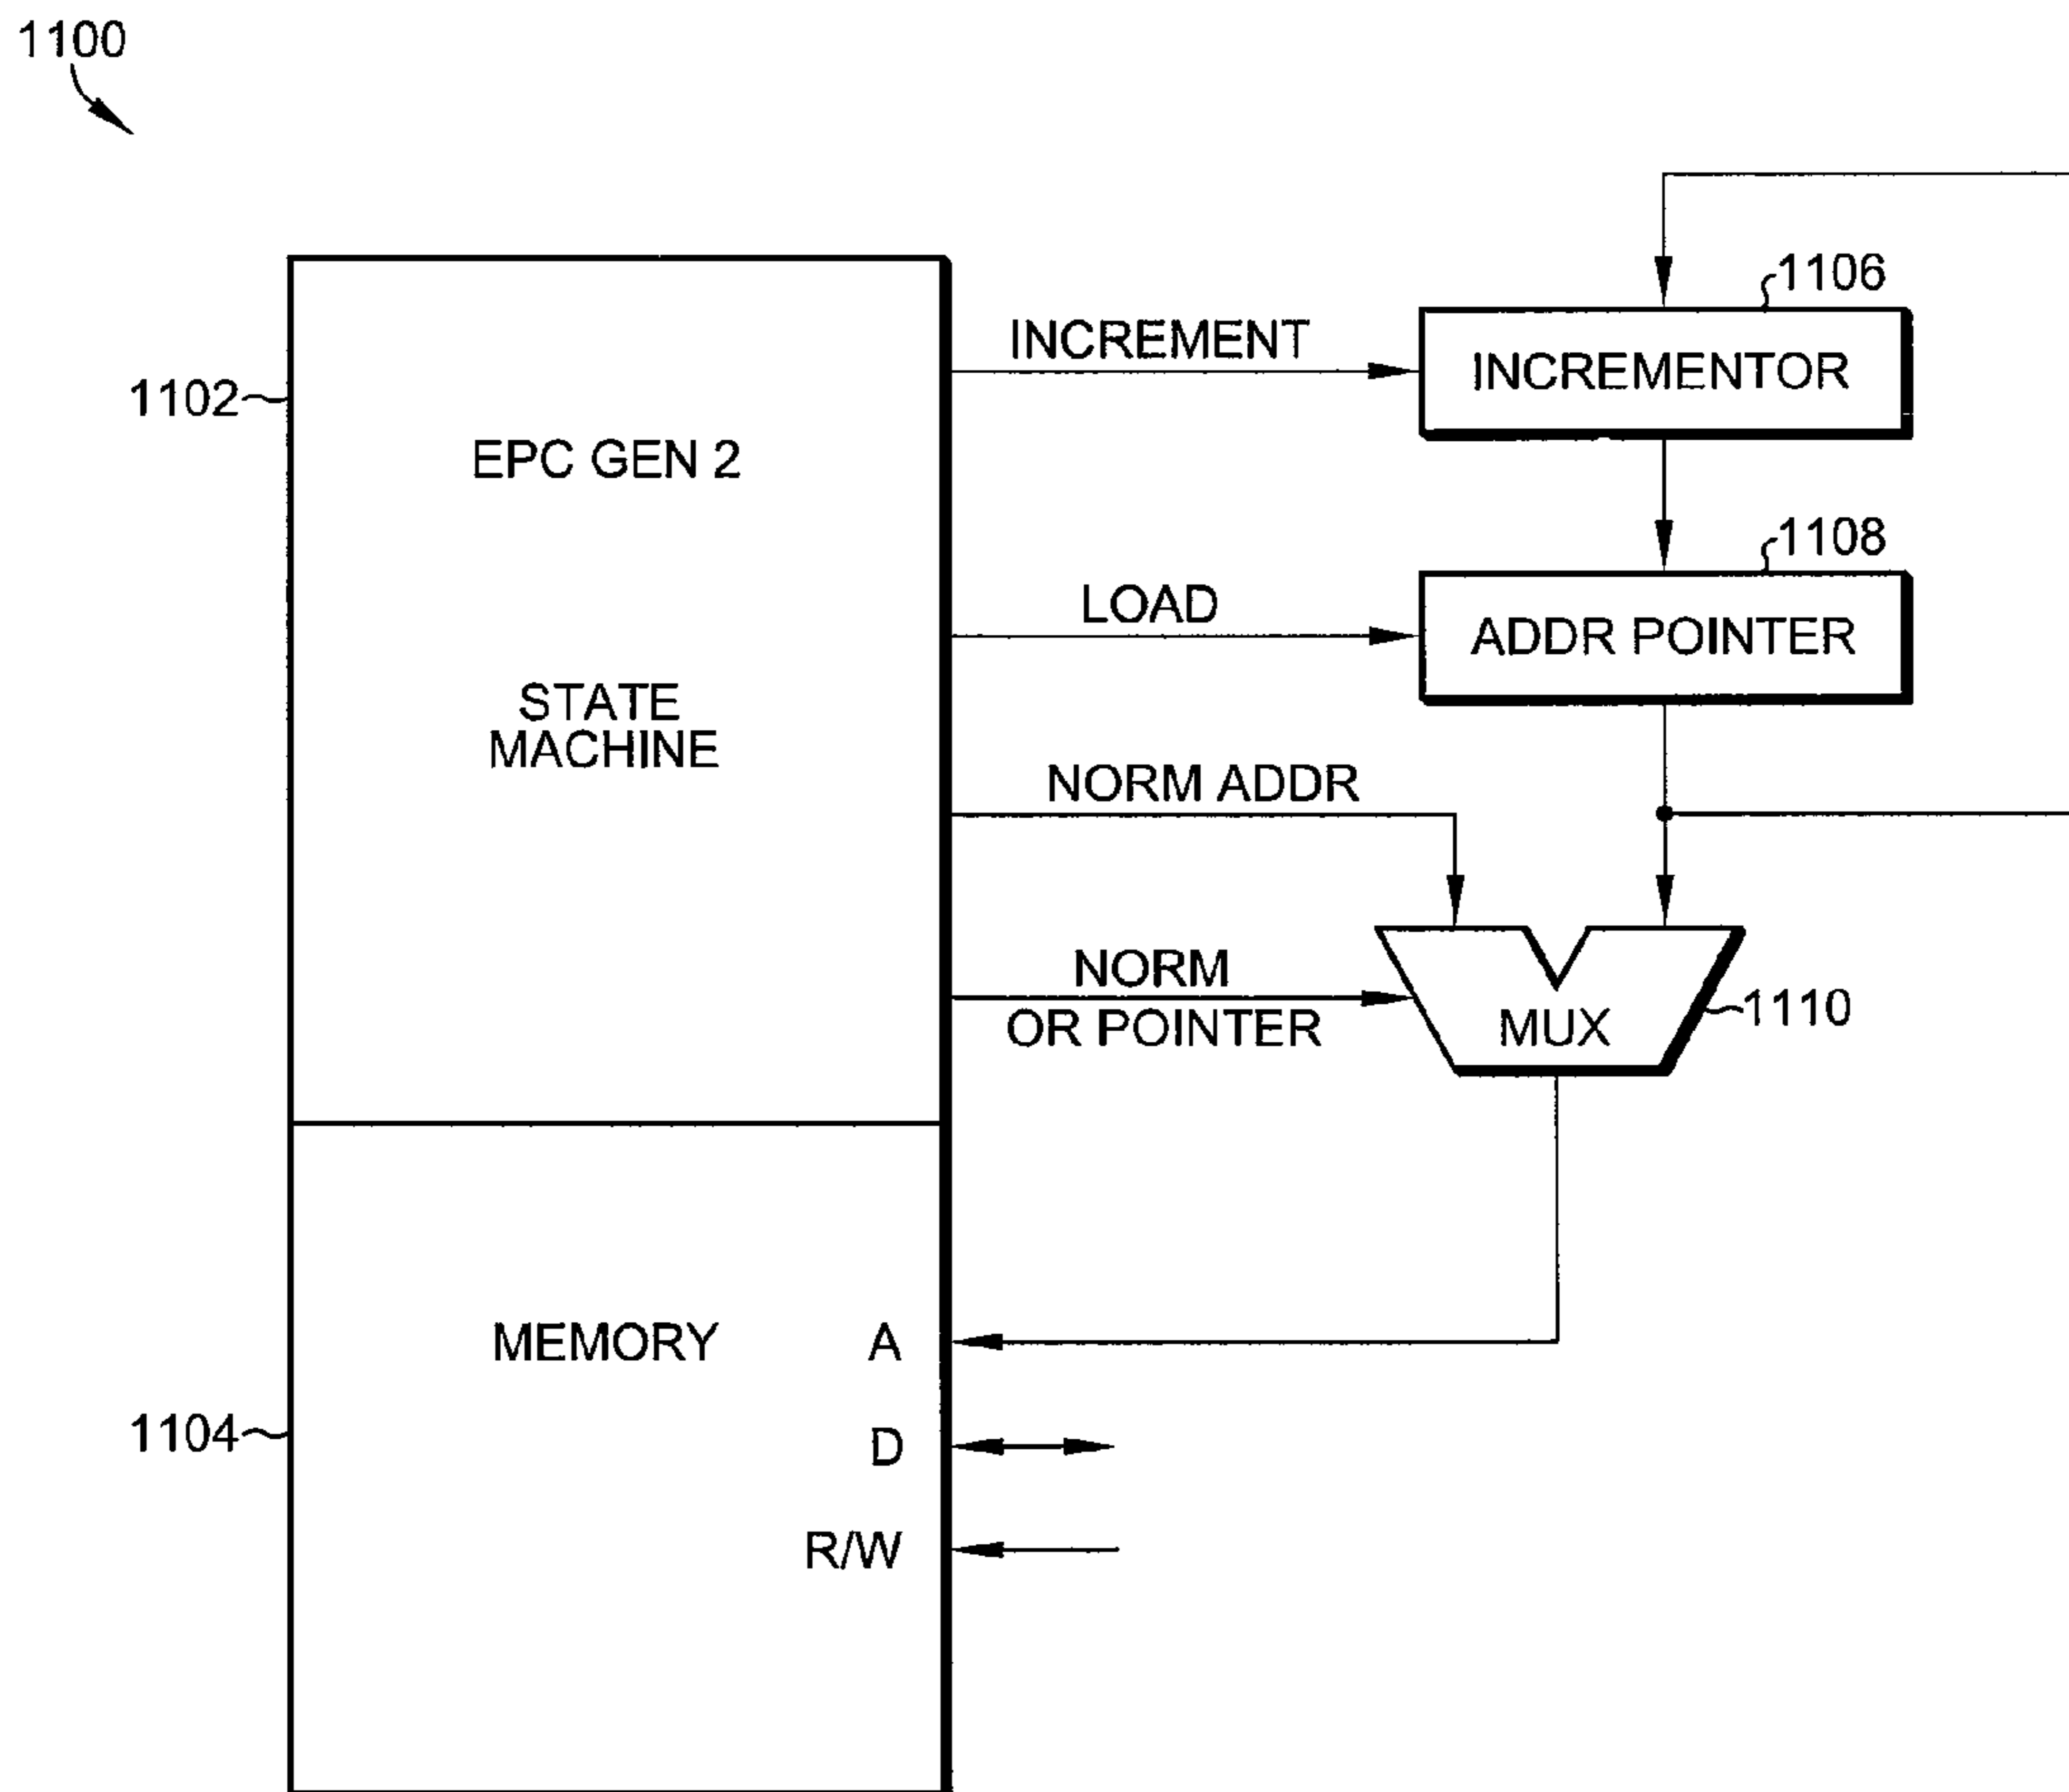 1100
1106
INCREMENT
INCREMENTOR
1102
EPC GEN 2
1108
LOAD
ADDR POINTER
STATE
MACHINE
NORM ADDR
NORM
OR POINTER
MUX
1110
MEMORY
A
1104
D
R/W